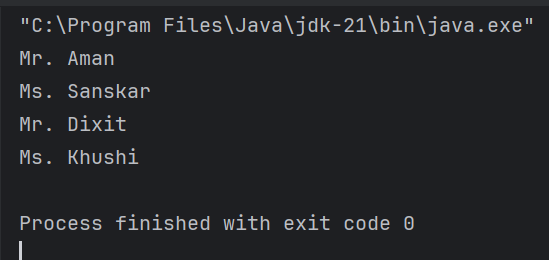 "C:\Program Files\Java\jdk-21\bin\java.exe"
Mr. Aman
Ms. Sanskar
Mr. Dixit
Ms. Khushi
Process finished with exit code 0